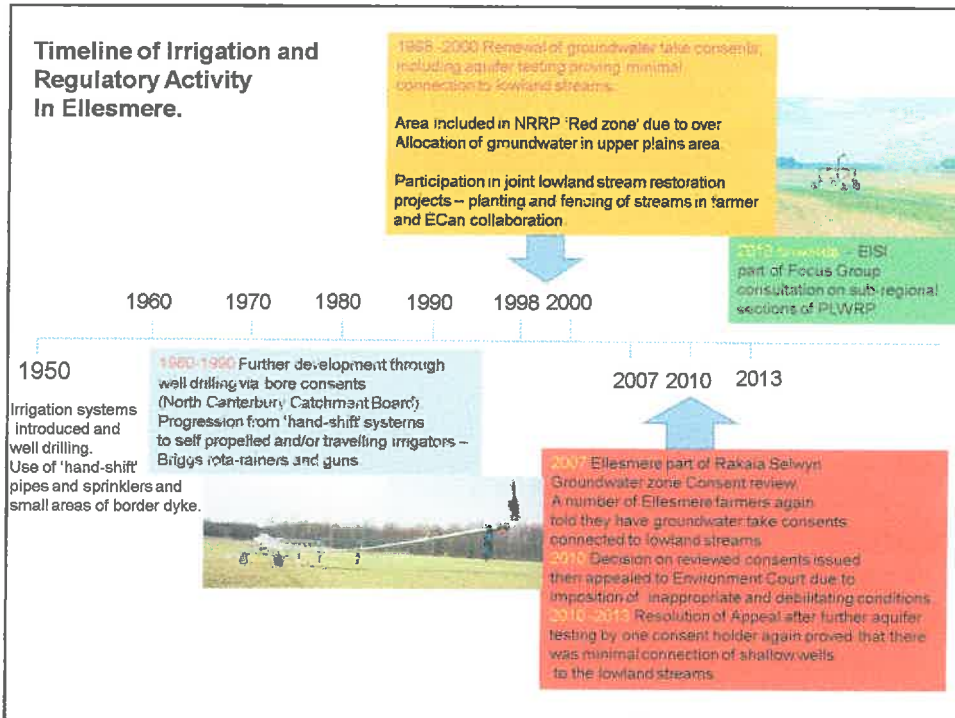 Timeline of Irrigation and
Regulatory Activity
In Ellesmere.
1998 -2000 Renewal of groundwater take consents,
including aquifer testing proving minimal
connection to lowland streams.
Area included in NRRP 'Red zone' due to over
Allocation of groundwater in upper plains area
Participation in joint lowland stream restoration
projects – planting and fencing of streams in farmer
and ECan collaboration
2013 onwards - EISI
part of Focus Group
consultation on sub-regional
sections of PLWRP
1960
1970
1980
1990
1998
2000
1950
2007
2010
2013
Irrigation systems
introduced and
well drilling.
Use of 'hand-shift'
pipes and sprinklers and
small areas of border dyke.
1960-1990 Further development through
well drilling via bore consents
(North Canterbury Catchment Board)
Progression from 'hand-shift' systems
to self propelled and/or travelling irrigators –
Briggs rota-rainers and guns
2007 Ellesmere part of Rakaia Selwyn
Groundwater zone Consent review.
A number of Ellesmere farmers again
told they have groundwater take consents
connected to lowland streams
2010 Decision on reviewed consents issued
then appealed to Environment Court due to
imposition of inappropriate and debilitating conditions
2010 -2013 Resolution of Appeal after further aquifer
testing by one consent holder again proved that there
was minimal connection of shallow wells
to the lowland streams